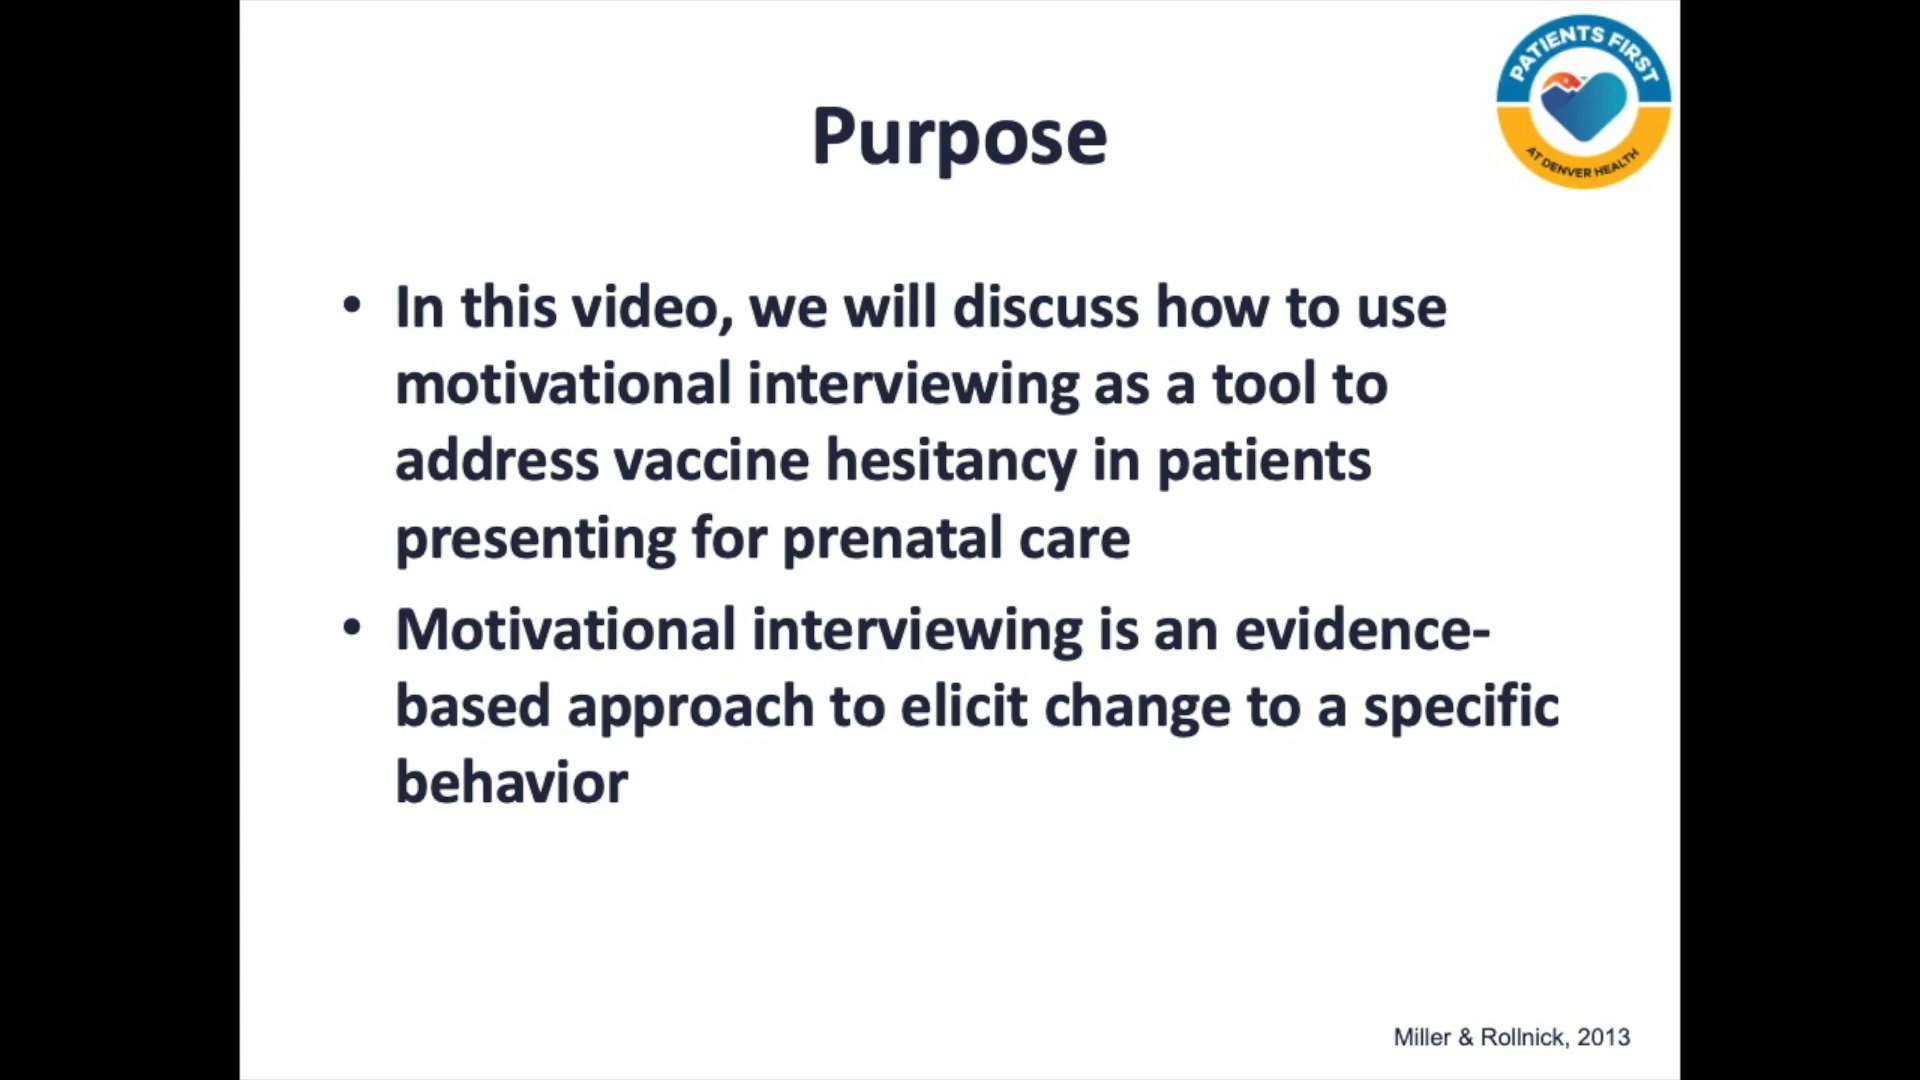 PATIENTS FIRST
AT DENVER HEALTH
Purpose
• In this video, we will discuss how to use
motivational interviewing as a tool to
address vaccine hesitancy in patients
presenting for prenatal care
• Motivational interviewing is an evidence-
based approach to elicit change to a specific
behavior
Miller & Rollnick, 2013